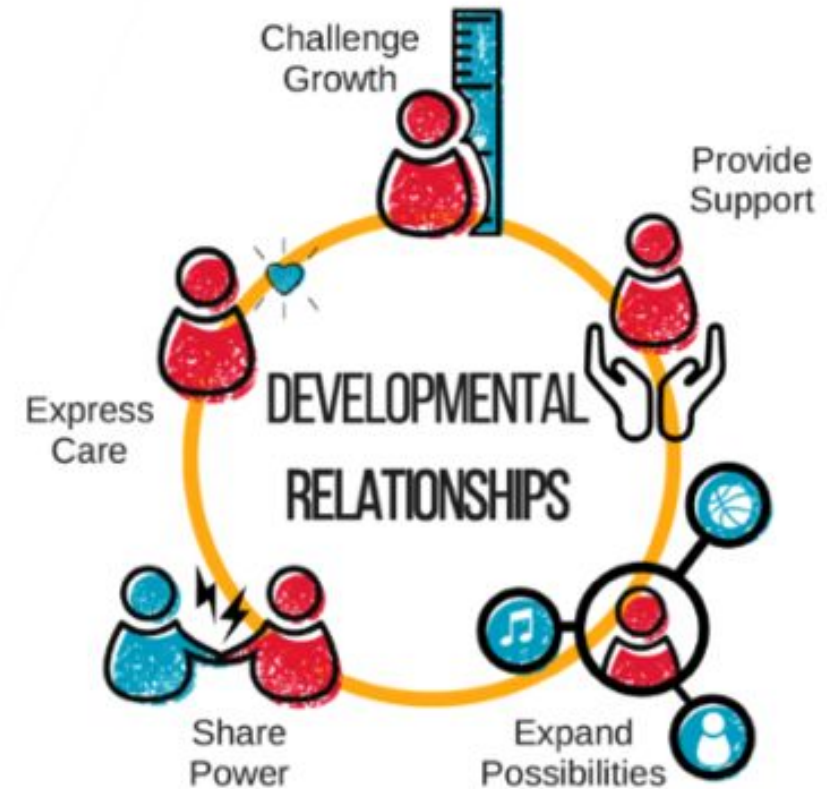 Challenge
Growth
Provide
Support
Express
Care
DEVELOPMENTAL
RELATIONSHIPS
Share
Power
Expand
Possibilities